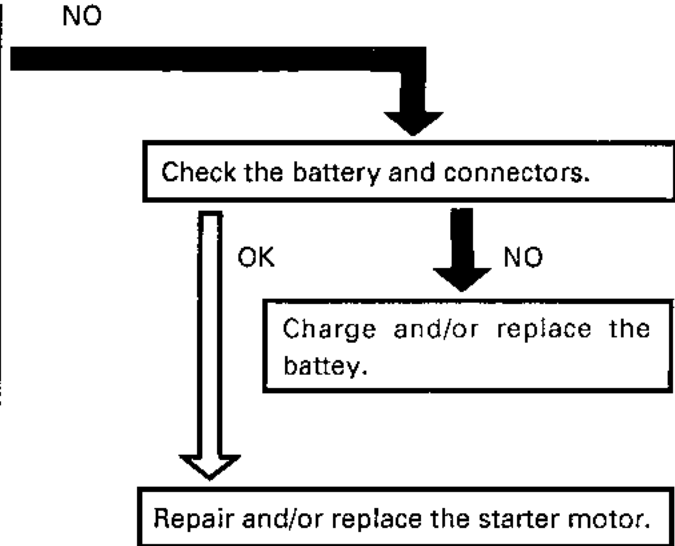 NO
Check the battery and connectors.
OK
NO
Charge and/or replace the
battey.
Repair and/or replace the starter motor.